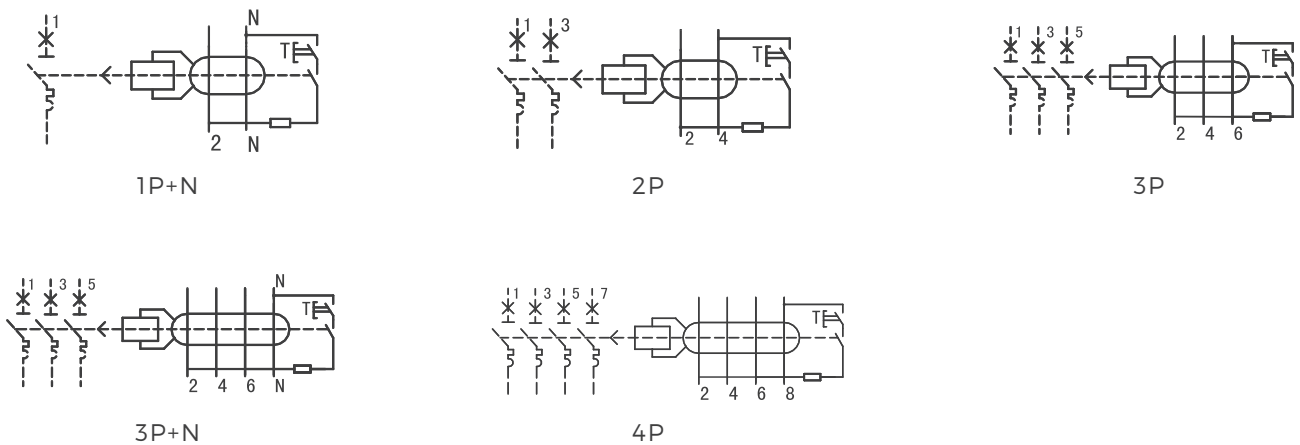 1 N T 2 N
1P+N
1 3 T 2 4
2P
1 3 5 T 2 4 6
3P
1 3 5 N T 2 4 6 N
3P+N
1 3 5 7 T 2 4 6 8
4P